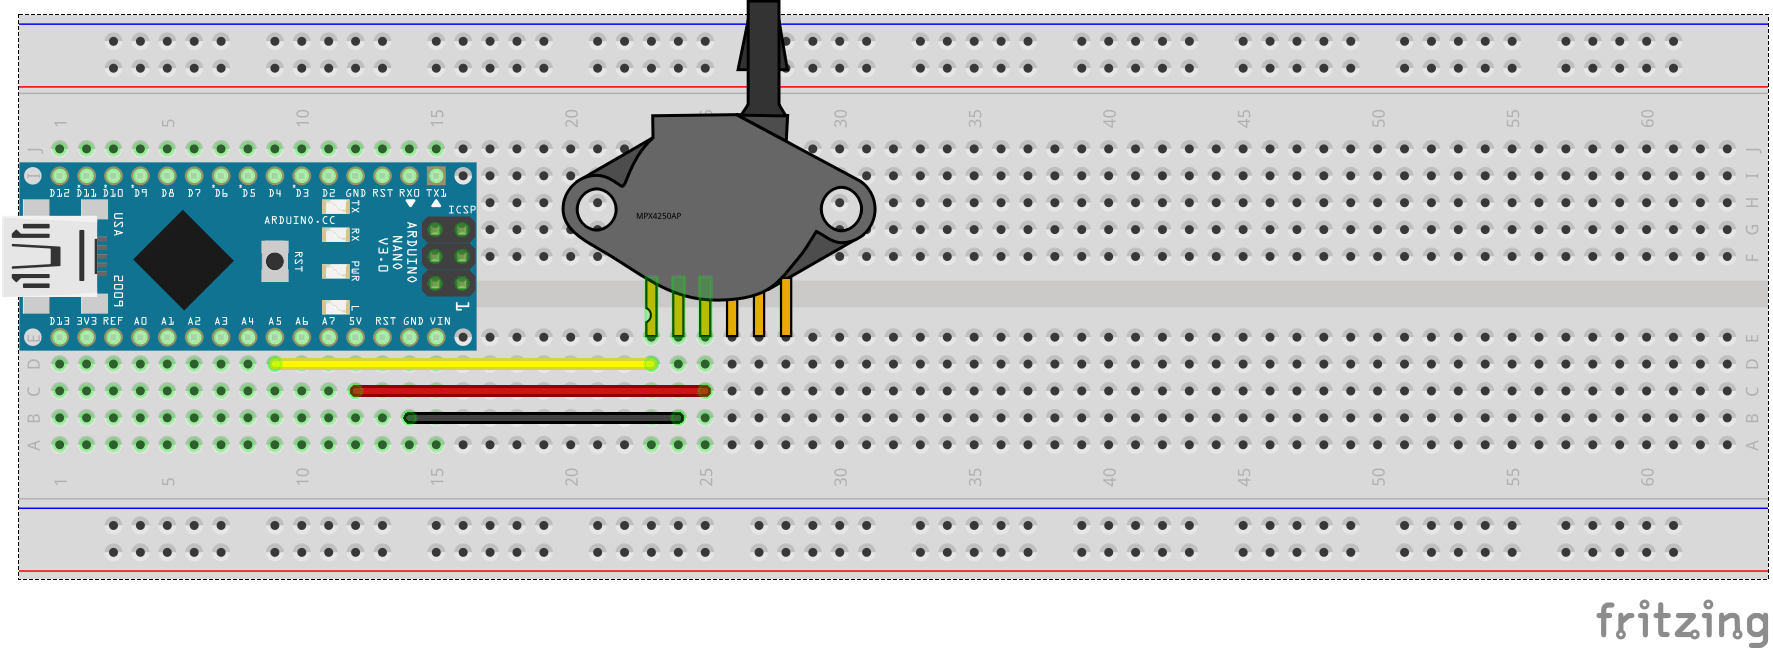 1 5 10 15 20 30 35 40 45 50 55 60
J J
I I
H
G
F
D12 D11 D10 D9 D8 D7 D6 D5 D4 D3 D2 GND RST RX0 TX1
USA
ARDUINO.CC
TX
ICSP
RX
ARDUINO
NANO
V3.0
RST
PWR
2009
L
1
MPX4250AP
D13 3V3 REF A0 A1 A2 A3 A4 A5 A6 A7 5V RST GND VIN
E E
D D
C C
B B
A A
1 5 10 15 20 25 30 35 40 45 50 55 60
fritzing